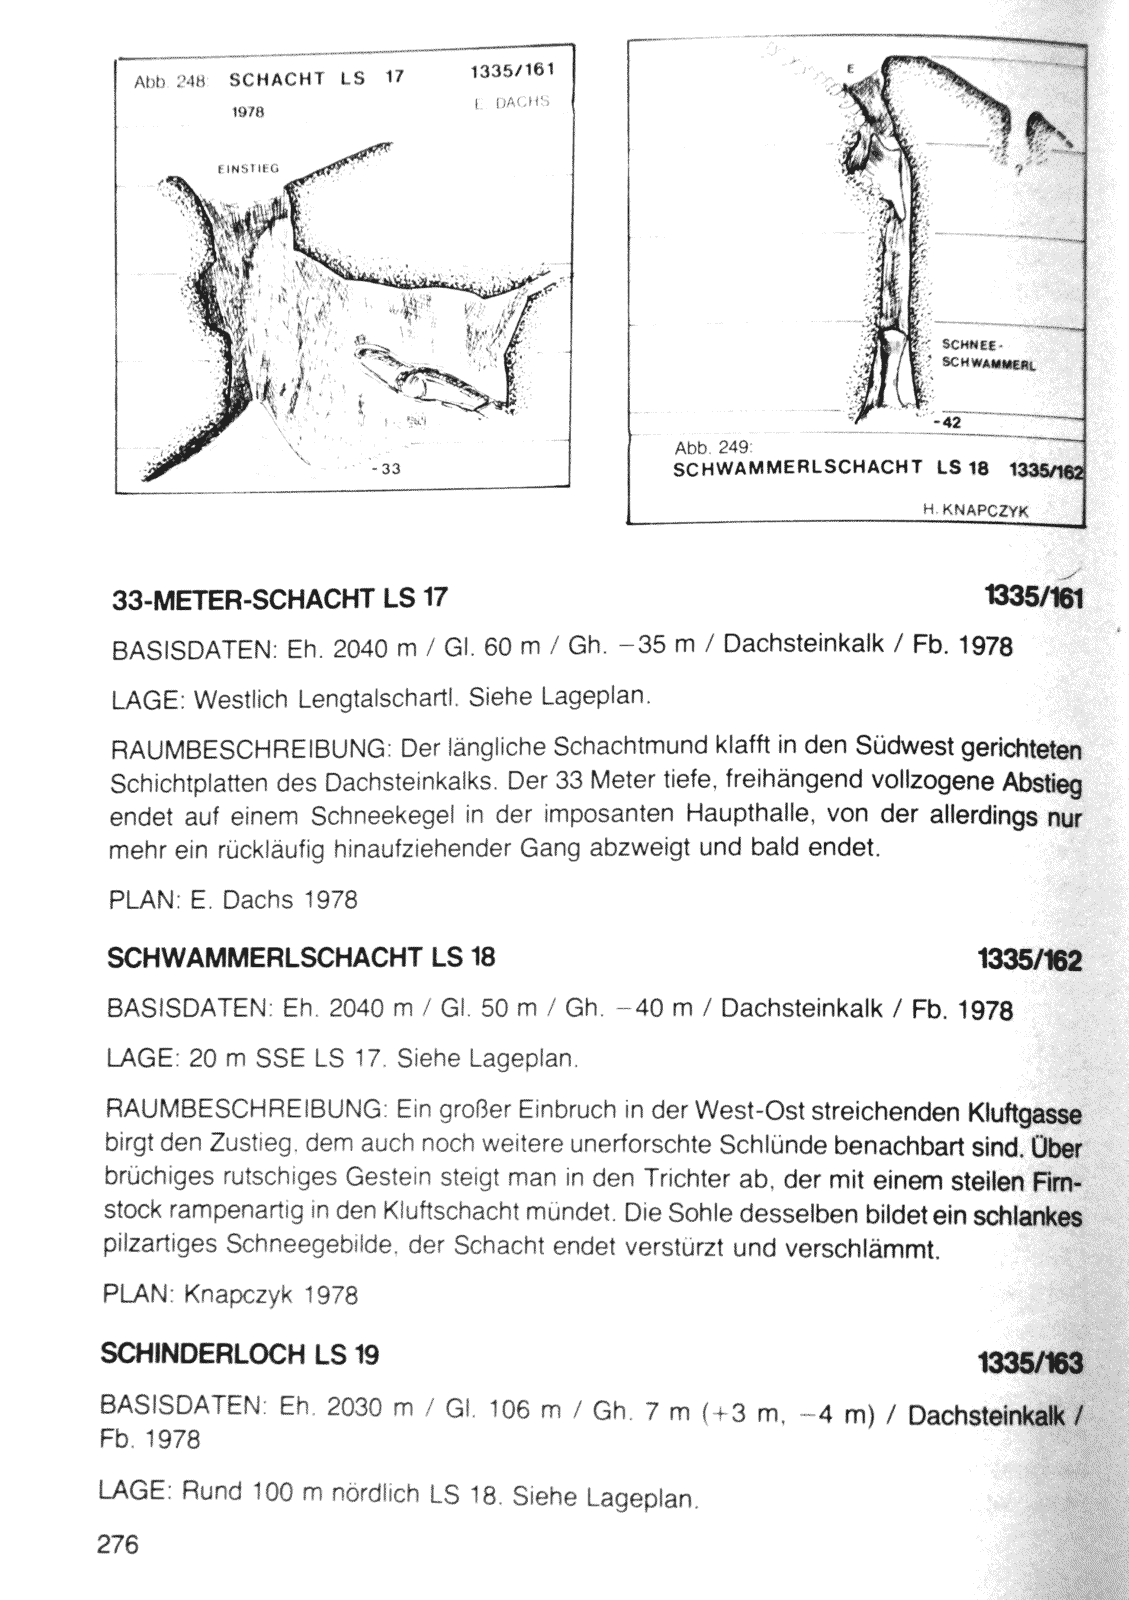 Abb. 248: SCHACHT LS 17 1335/161
1978 E. DACHS
EINSTIEG
-33
E
?
SCHNEE-
SCHWAMMERL
-42
Abb. 249:
SCHWAMMERLSCHACHT LS 18 1335/162
H. KNAPCZYK
33-METER-SCHACHT LS 17 1335/161
BASISDATEN: Eh. 2040 m / Gl. 60 m / Gh. −35 m / Dachsteinkalk / Fb. 1978
LAGE: Westlich Lengtalschartl. Siehe Lageplan.
RAUMBESCHREIBUNG: Der längliche Schachtmund klafft in den Südwest gerichteten
Schichtplatten des Dachsteinkalks. Der 33 Meter tiefe, freihängend vollzogene Abstieg
endet auf einem Schneekegel in der imposanten Haupthalle, von der allerdings nur
mehr ein rückläufig hinaufziehender Gang abzweigt und bald endet.
PLAN: E. Dachs 1978
SCHWAMMERLSCHACHT LS 18 1335/162
BASISDATEN: Eh. 2040 m / Gl. 50 m / Gh. −40 m / Dachsteinkalk / Fb. 1978
LAGE: 20 m SSE LS 17. Siehe Lageplan.
RAUMBESCHREIBUNG: Ein großer Einbruch in der West-Ost streichenden Kluftgasse
birgt den Zustieg, dem auch noch weitere unerforschte Schlünde benachbart sind. Über
brüchiges rutschiges Gestein steigt man in den Trichter ab, der mit einem steilen Firn-
stock rampenartig in den Kluftschacht mündet. Die Sohle desselben bildet ein schlankes
pilzartiges Schneegebilde, der Schacht endet verstürzt und verschlämmt.
PLAN: Knapczyk 1978
SCHINDERLOCH LS 19 1335/163
BASISDATEN: Eh. 2030 m / Gl. 106 m / Gh. 7 m (+3 m, −4 m) / Dachsteinkalk /
Fb. 1978
LAGE: Rund 100 m nördlich LS 18. Siehe Lageplan.
276